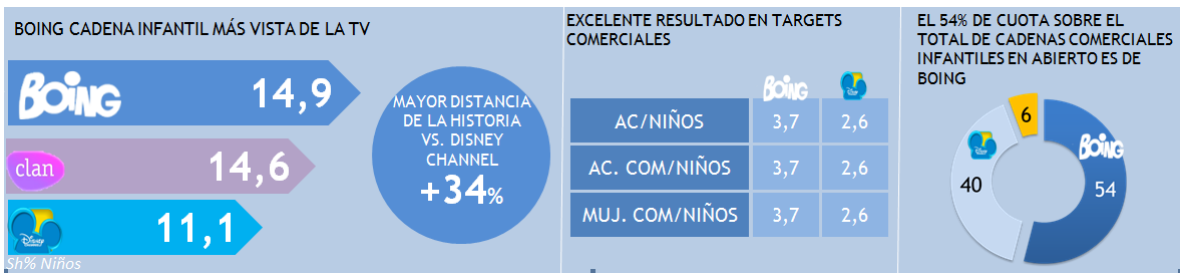 BOING CADENA INFANTIL MÁS VISTA DE LA TV
BOING
14,9
clan
14,6
Disney
11,1
Sh% Niños
MAYOR DISTANCIA
DE LA HISTORIA
VS. DISNEY
CHANNEL
+34%
EXCELENTE RESULTADO EN TARGETS
COMERCIALES
BOING
AC/NIÑOS 3,7 2,6
AC. COM/NIÑOS 3,7 2,6
MUJ. COM/NIÑOS 3,7 2,6
EL 54% DE CUOTA SOBRE EL
TOTAL DE CADENAS COMERCIALES
INFANTILES EN ABIERTO ES DE
BOING
6
BOING
40
54